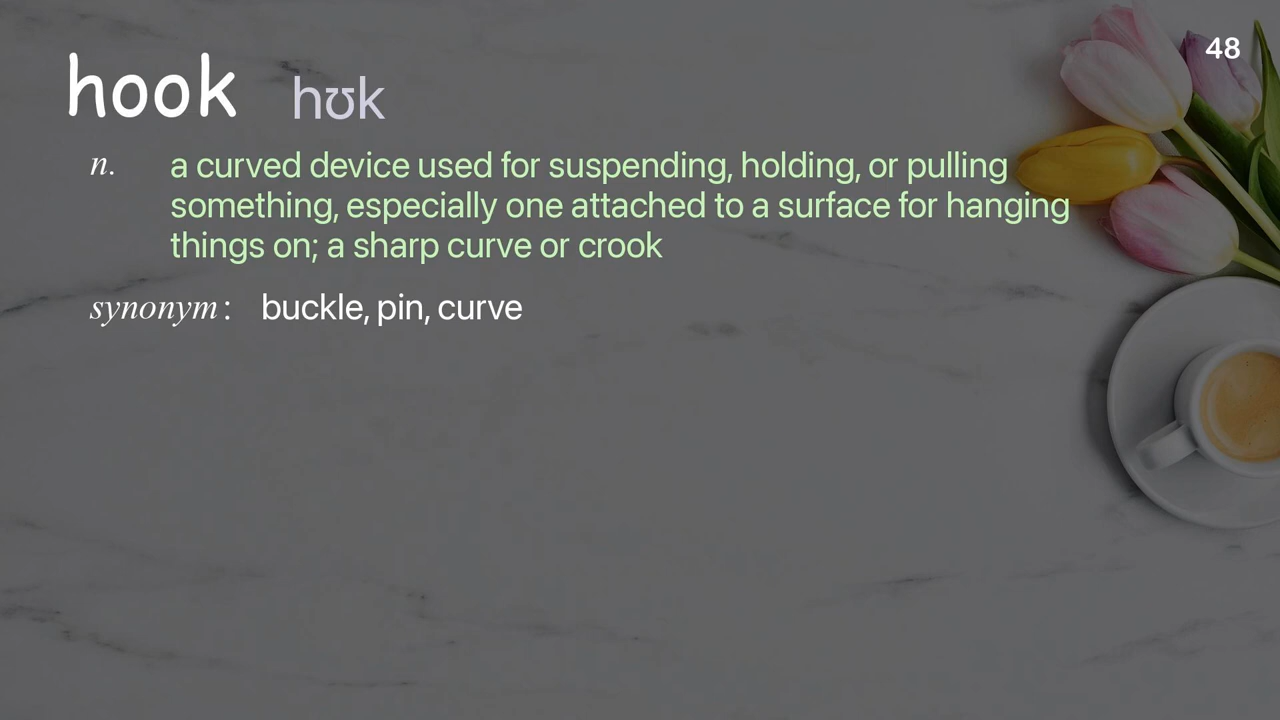 48
hook hʊk
n. a curved device used for suspending, holding, or pulling
something, especially one attached to a surface for hanging
things on; a sharp curve or crook
synonym: buckle, pin, curve